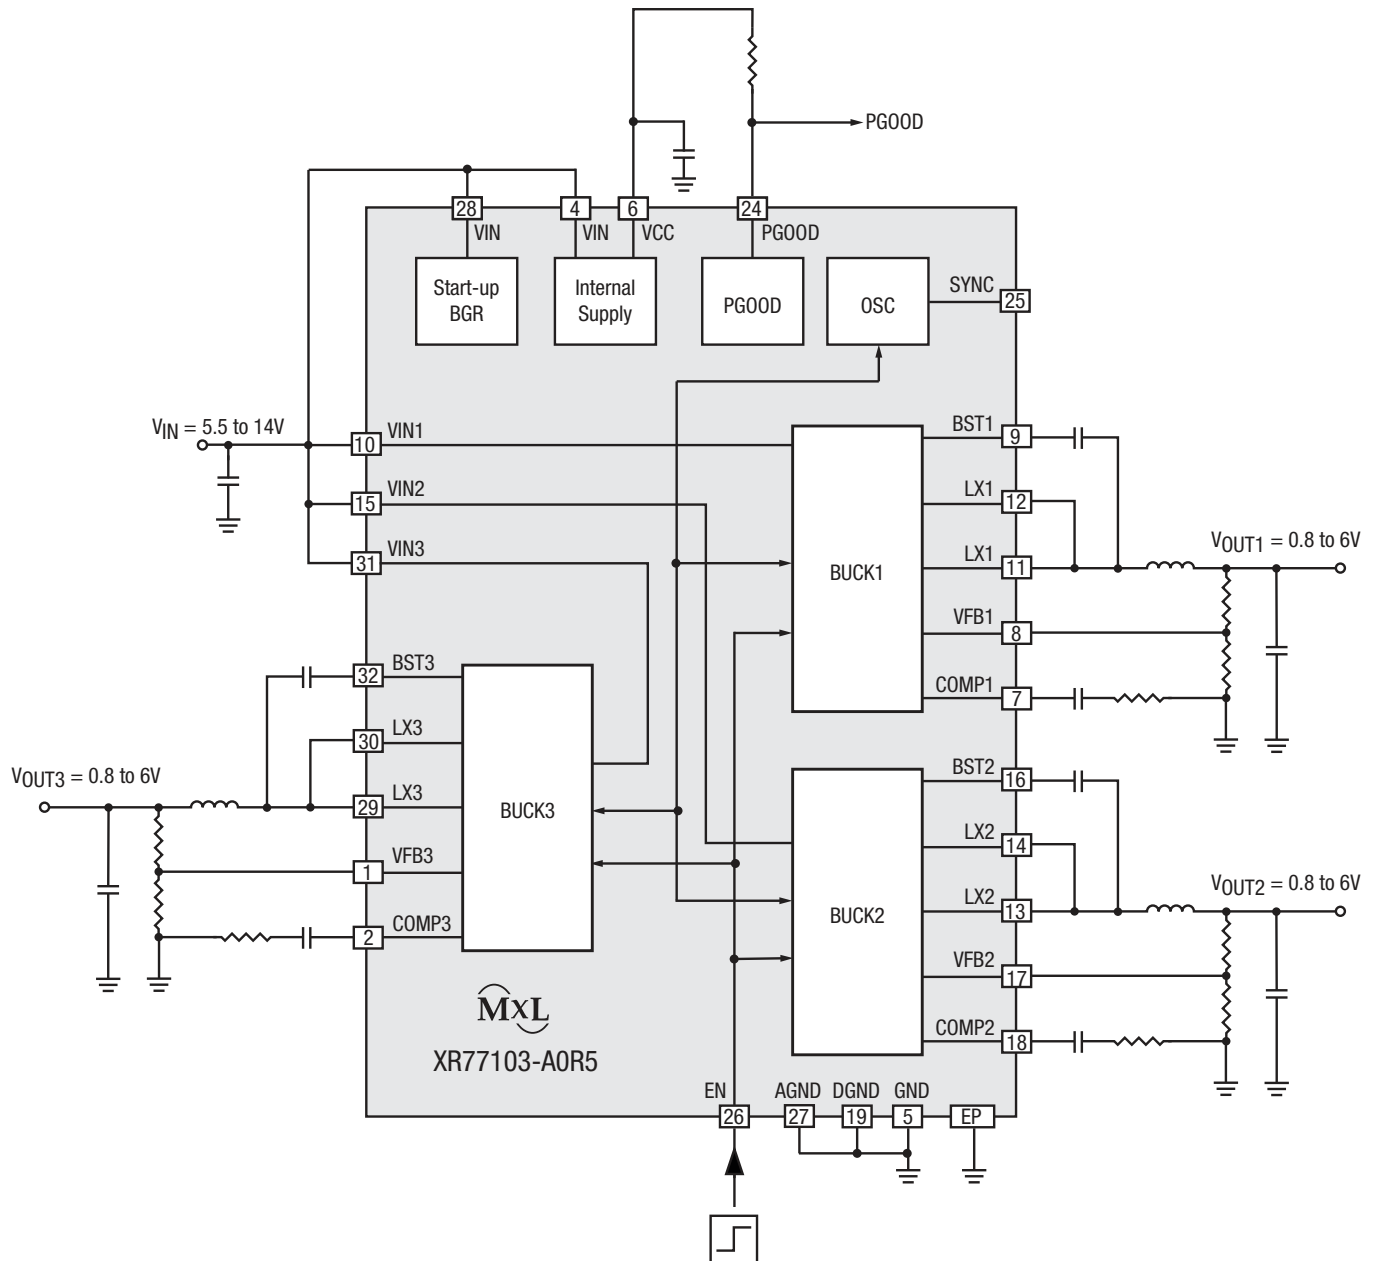 PGOOD
28
4
6
24
VIN
VIN
VCC
PGOOD
Start-up
BGR
Internal
Supply
PGOOD
OSC
SYNC
25
VIN = 5.5 to 14V
10
VIN1
15
VIN2
31
VIN3
BUCK1
BST1
9
LX1
12
LX1
11
VFB1
8
COMP1
7
VOUT1 = 0.8 to 6V
32
BST3
30
LX3
29
LX3
1
VFB3
2
COMP3
VOUT3 = 0.8 to 6V
BUCK3
BUCK2
BST2
16
LX2
14
LX2
13
VFB2
17
COMP2
18
VOUT2 = 0.8 to 6V
MxL
XR77103-A0R5
EN
AGND
DGND
GND
26
27
19
5
EP